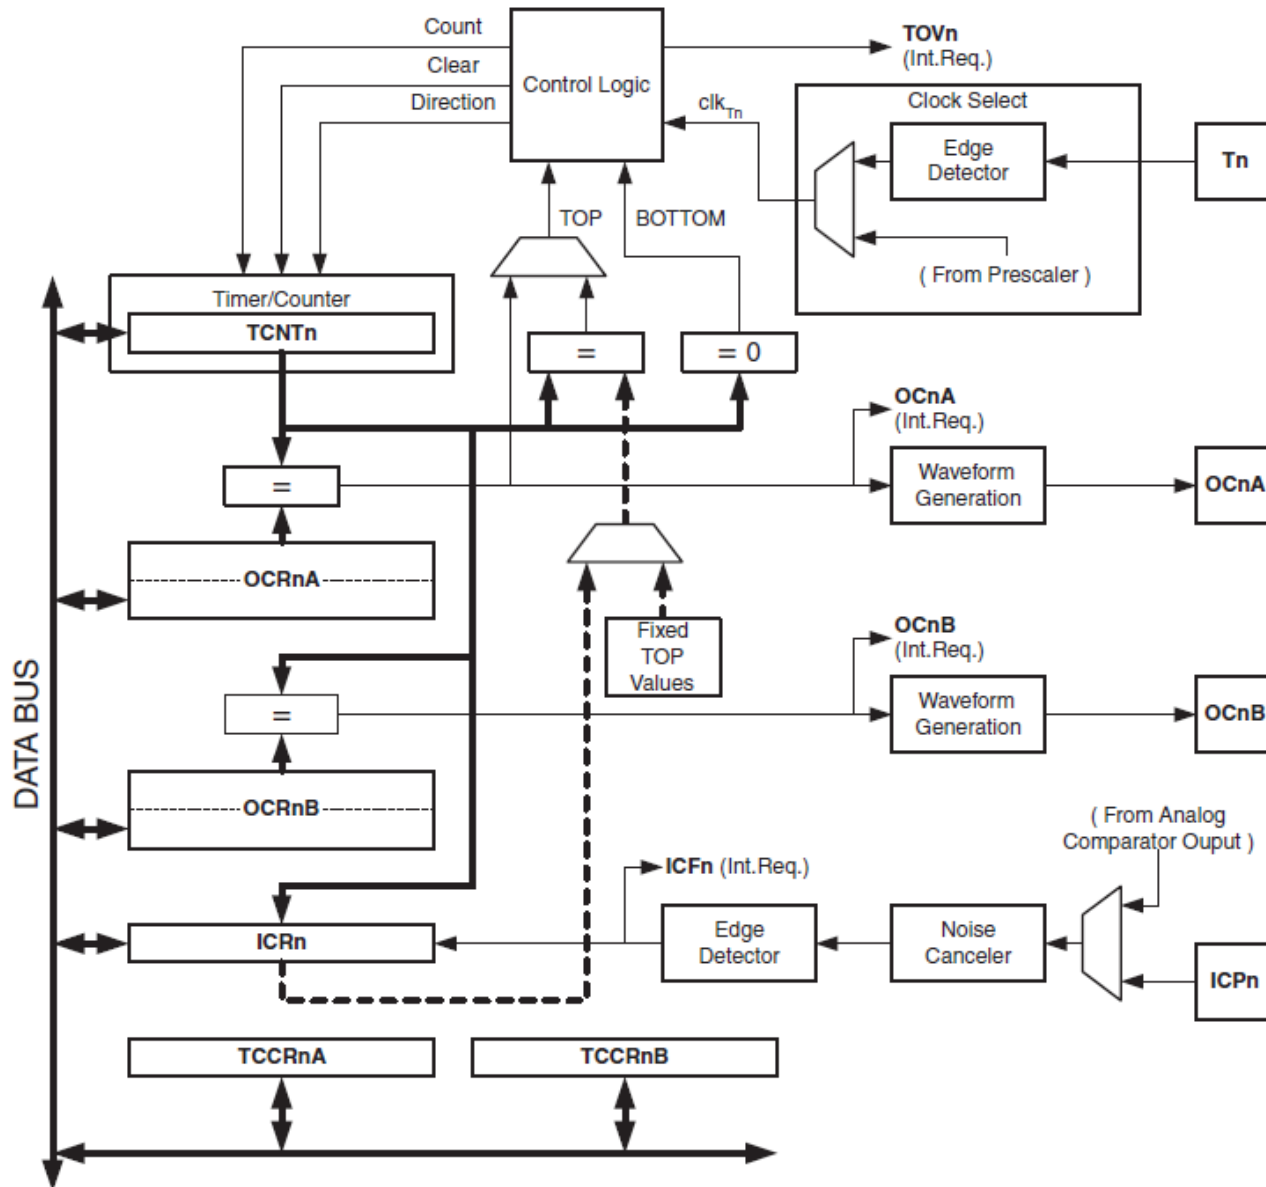 Count
TOVn
(Int.Req.)
Clear
Control Logic
Direction
clkTn
Clock Select
Edge
Detector
Tn
TOP
BOTTOM
( From Prescaler )
Timer/Counter
TCNTn
=
= 0
OCnA
(Int.Req.)
=
Waveform
Generation
OCnA
OCRnA
Fixed
TOP
Values
OCnB
(Int.Req.)
=
Waveform
Generation
OCnB
DATA BUS
OCRnB
( From Analog
Comparator Ouput )
ICFn (Int.Req.)
ICRn
Edge
Detector
Noise
Canceler
ICPn
TCCRnA
TCCRnB